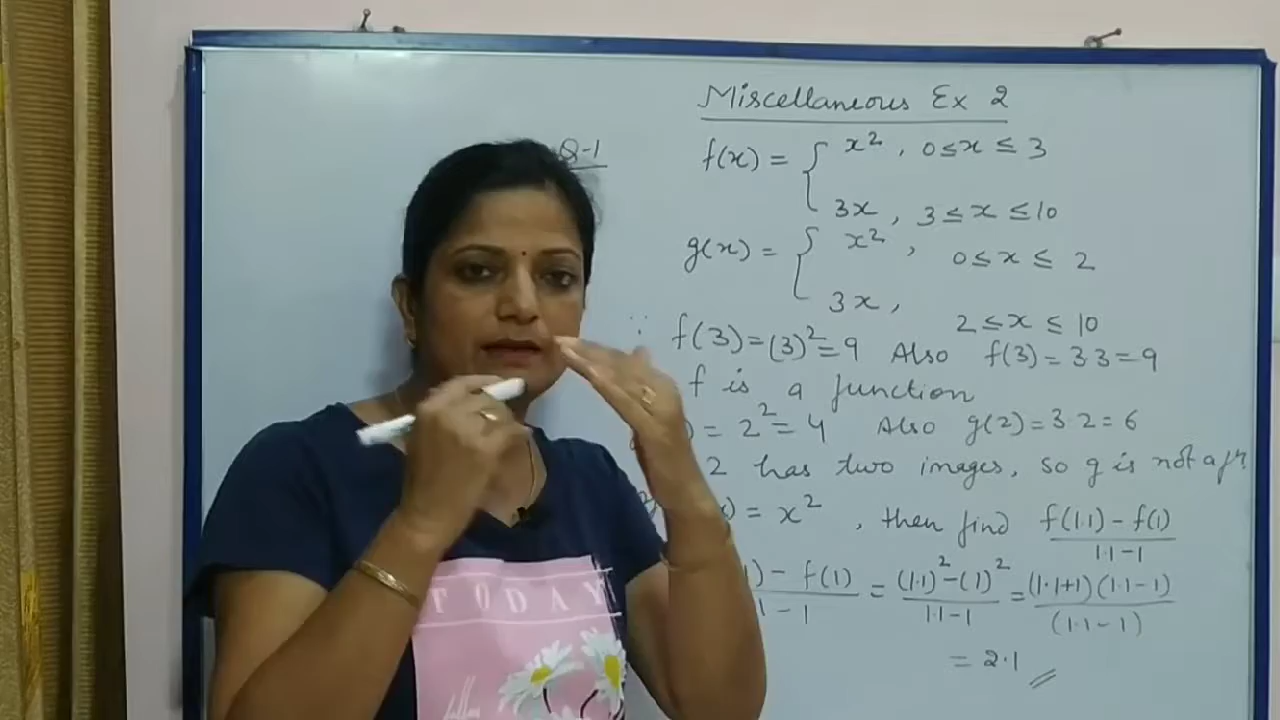 Miscellaneous Ex 2
Q-1
f(x) = { x², 0≤x ≤ 3
3x, 3 ≤ x ≤ 10
g(x) = { x², 0≤x ≤ 2
3x, 2 ≤ x ≤ 10
∵ f(3) = (3)² = 9 Also f(3) = 3 3 = 9
f is a function
) = 2² = 4 Also g(2) = 3·2 = 6
2 has two images, so g is not a fn
) = x², then find f(1·1) - f(1) / 1·1 - 1
) - f(1) / 1 - 1 = (1·1)² - (1)² / 1·1 - 1 = (1·1+1)(1·1-1) / (1·1-1)
= 2·1
TODAY